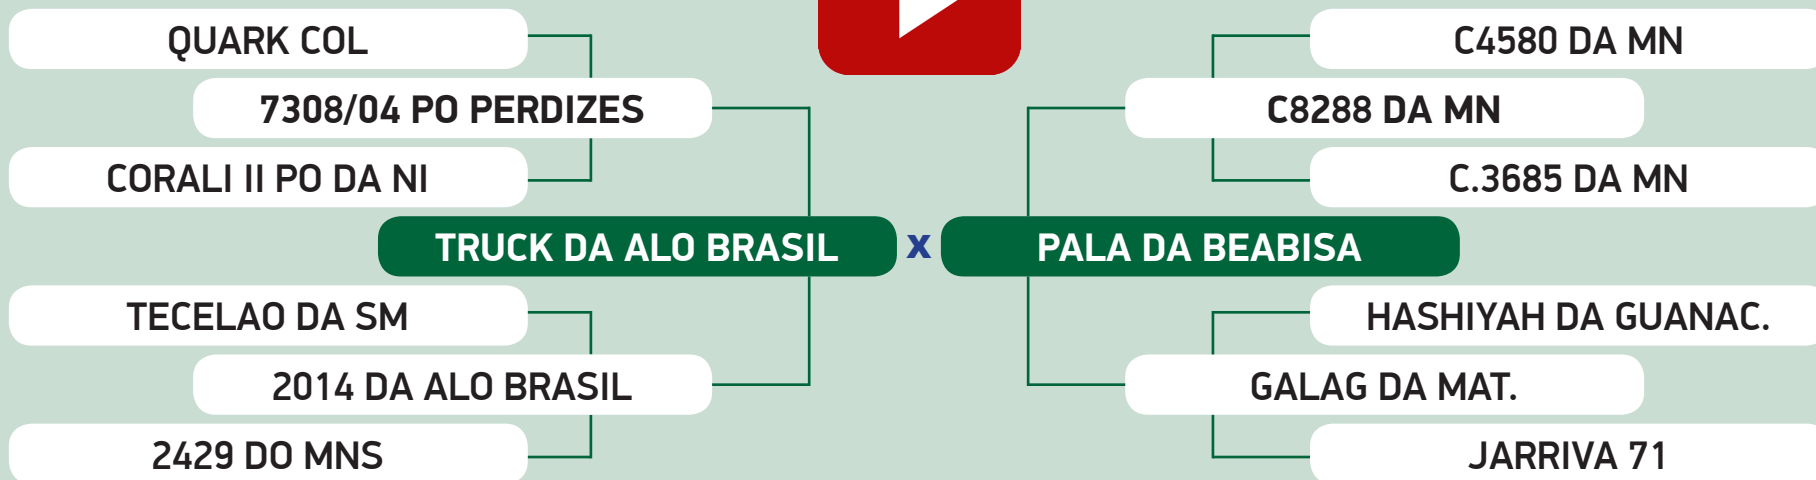 QUARK COL
C4580 DA MN
7308/04 PO PERDIZES
C8288 DA MN
CORALI II PO DA NI
C.3685 DA MN
TRUCK DA ALO BRASIL x PALA DA BEABISA
TECELAO DA SM
HASHIYAH DA GUANAC.
2014 DA ALO BRASIL
GALAG DA MAT.
2429 DO MNS
JARRIVA 71